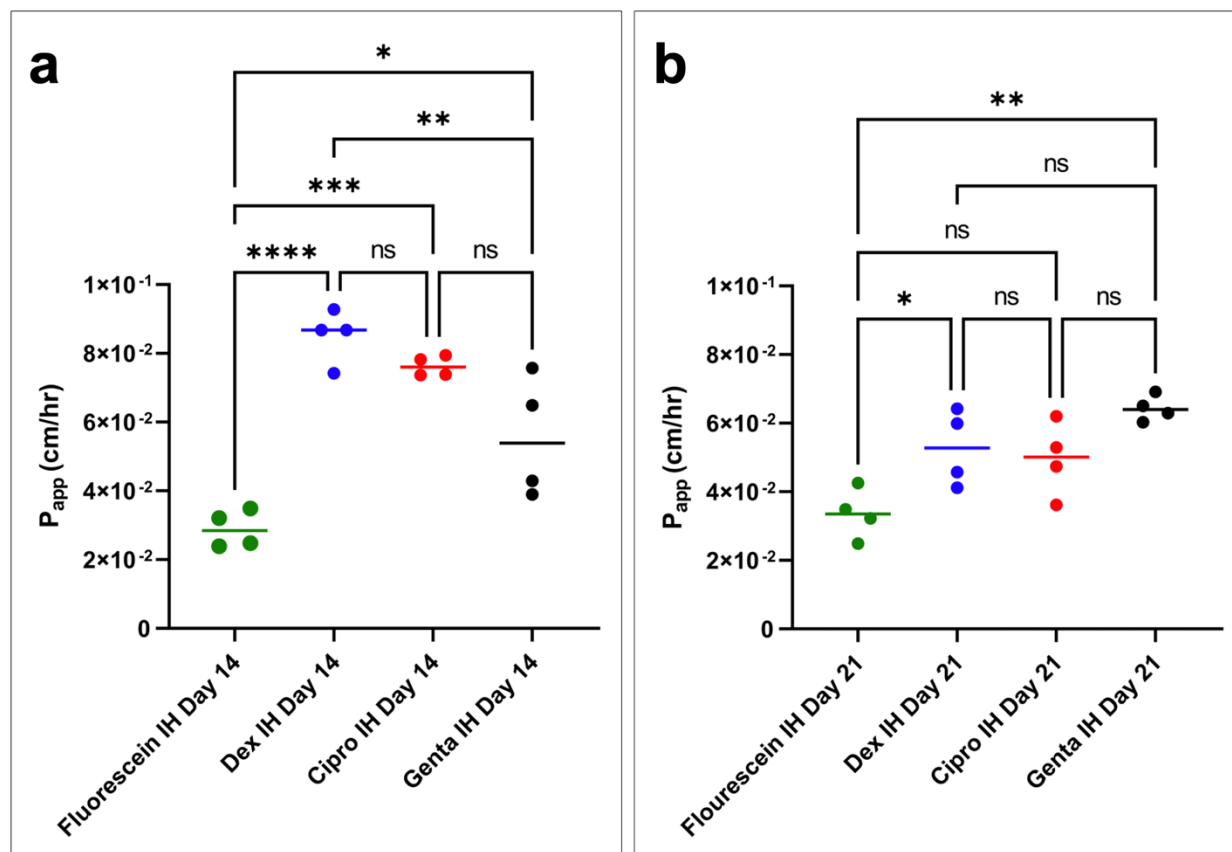 a
*
**
***
****
ns
ns
1×10⁻¹
8×10⁻²
6×10⁻²
4×10⁻²
2×10⁻²
0
Papp (cm/hr)
Fluorescein IH Day 14
Dex IH Day 14
Cipro IH Day 14
Genta IH Day 14
b
**
ns
ns
*
ns
ns
1×10⁻¹
8×10⁻²
6×10⁻²
4×10⁻²
2×10⁻²
0
Papp (cm/hr)
Flourescein IH Day 21
Dex IH Day 21
Cipro IH Day 21
Genta IH Day 21